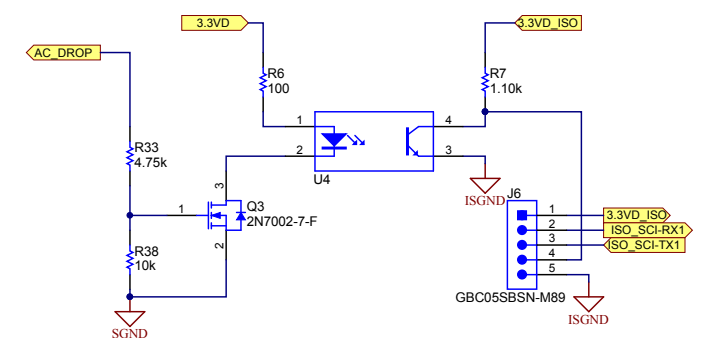 3.3VD
3.3VD_ISO
AC_DROP
R6
100
R7
1.10k
1
4
2
3
U4
ISGND
R33
4.75k
3
1
Q3
2N7002-7-F
2
R38
10k
SGND
J6
1
3.3VD_ISO
2
ISO_SCI-RX1
3
ISO_SCI-TX1
4
5
GBC05SBSN-M89
ISGND